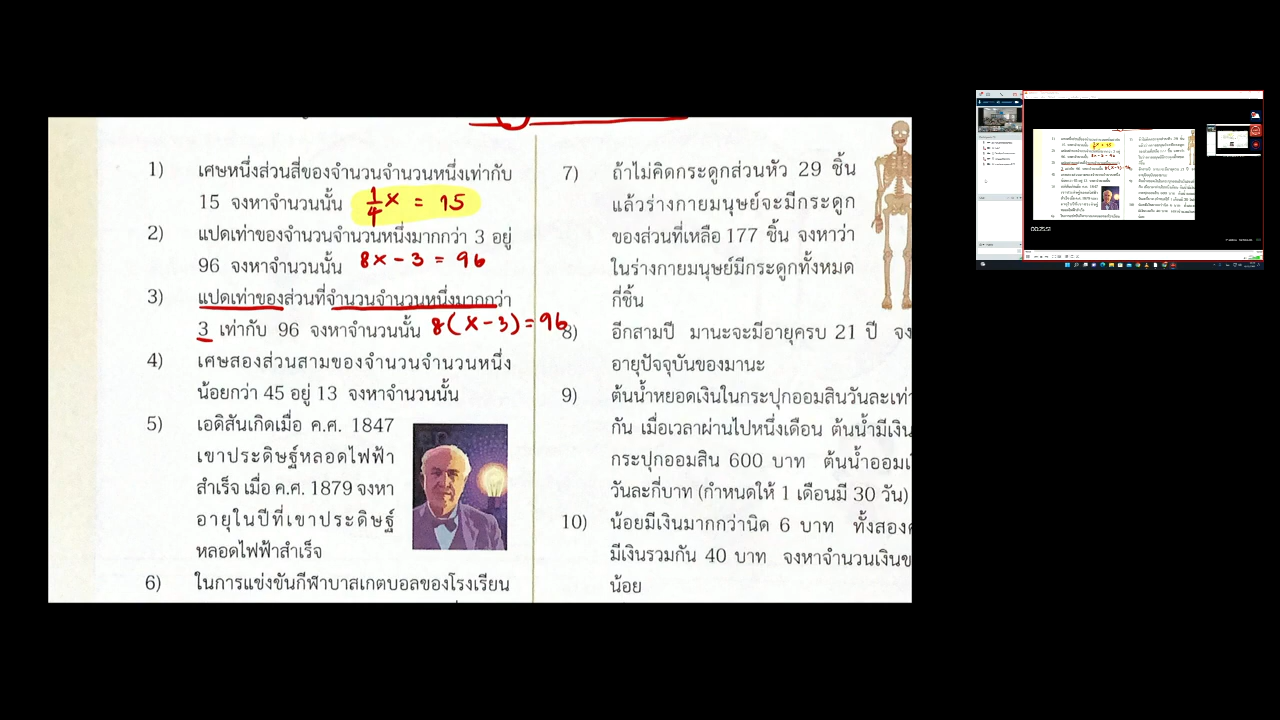 1) เศษหนึ่งส่วนสี่ของจำนวนจำนวนหนึ่งเท่ากับ
15 จงหาจำนวนนั้น 1/4 x = 15
2) แปดเท่าของจำนวนจำนวนหนึ่งมากกว่า 3 อยู่
96 จงหาจำนวนนั้น 8x - 3 = 96
3) แปดเท่าของส่วนที่จำนวนจำนวนหนึ่งมากกว่า
3 เท่ากับ 96 จงหาจำนวนนั้น 8(x-3) = 96
4) เศษสองส่วนสามของจำนวนจำนวนหนึ่ง
น้อยกว่า 45 อยู่ 13 จงหาจำนวนนั้น
5) เอดิสันเกิดเมื่อ ค.ศ. 1847
เขาประดิษฐ์หลอดไฟฟ้า
สำเร็จ เมื่อ ค.ศ. 1879 จงหา
อายุในปีที่เขาประดิษฐ์
หลอดไฟฟ้าสำเร็จ
6) ในการแข่งขันกีฬาบาสเกตบอลของโรงเรียน
7) ถ้าไม่คิดกระดูกส่วนหัว 29 ชิ้น
แล้วร่างกายมนุษย์จะมีกระดูก
ของส่วนที่เหลือ 177 ชิ้น จงหาว่า
ในร่างกายมนุษย์มีกระดูกทั้งหมด
กี่ชิ้น
8) อีกสามปี มานะจะมีอายุครบ 21 ปี จง
อายุปัจจุบันของมานะ
9) ต้นน้ำหยอดเงินในกระปุกออมสินวันละเท่า
กัน เมื่อเวลาผ่านไปหนึ่งเดือน ต้นน้ำมีเงิน
กระปุกออมสิน 600 บาท ต้นน้ำออมเ
วันละกี่บาท (กำหนดให้ 1 เดือนมี 30 วัน)
10) น้อยมีเงินมากกว่านิด 6 บาท ทั้งสอง
มีเงินรวมกัน 40 บาท จงหาจำนวนเงินข
น้อย